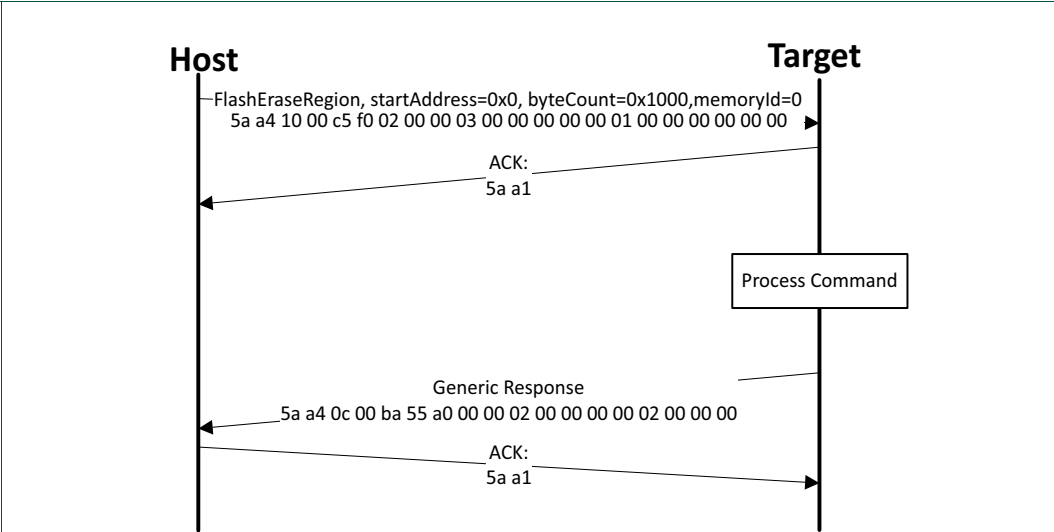 Host
Target
FlashEraseRegion, startAddress=0x0, byteCount=0x1000,memoryId=0
5a a4 10 00 c5 f0 02 00 00 03 00 00 00 00 00 01 00 00 00 00 00 00
ACK:
5a a1
Process Command
Generic Response
5a a4 0c 00 ba 55 a0 00 00 02 00 00 00 00 02 00 00 00
ACK:
5a a1